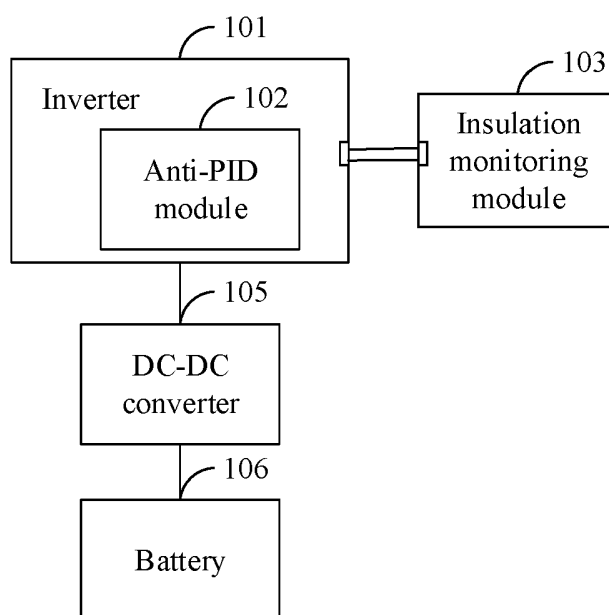 101
Inverter
102
Anti-PID
module
103
Insulation
monitoring
module
105
DC-DC
converter
106
Battery